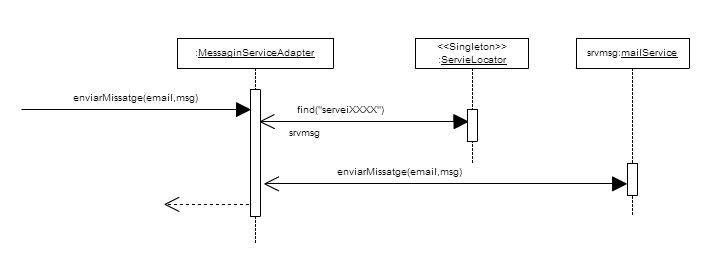 :MessaginServiceAdapter
<<Singleton>>
:ServieLocator
srvmsg:mailService
enviarMissatge(email,msg)
find("serveiXXXX")
srvmsg
enviarMissatge(email,msg)